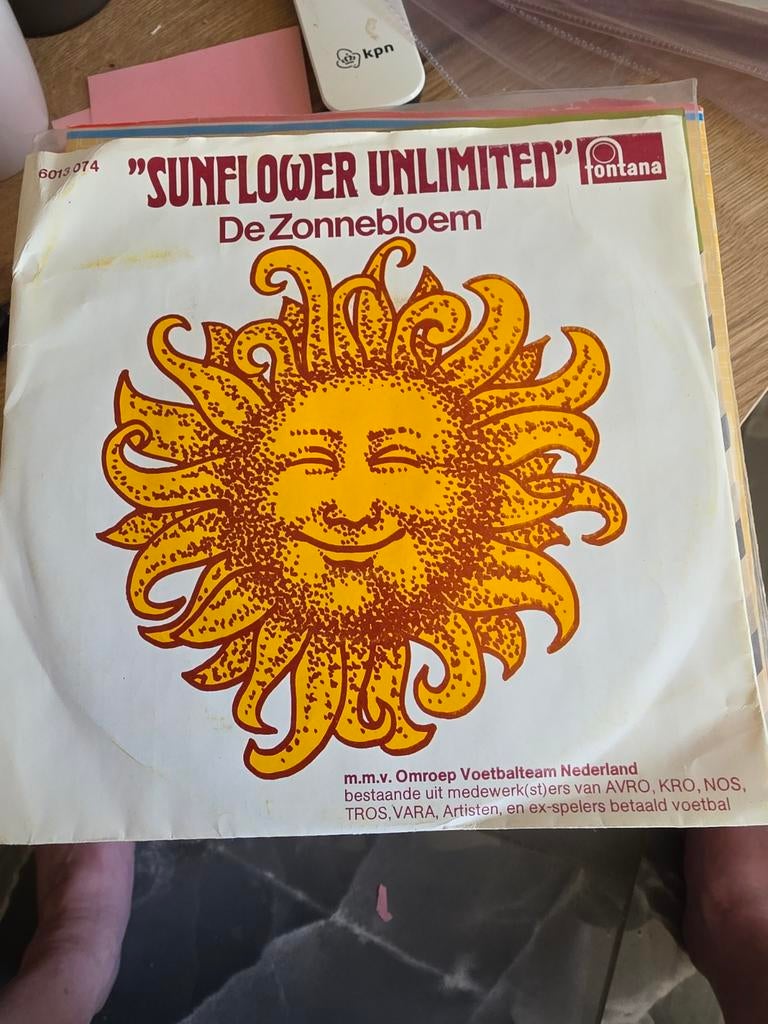 kpn
6013 074
"SUNFLOWER UNLIMITED"
fontana
De Zonnebloem
m.m.v. Omroep Voetbalteam Nederland
bestaande uit medewerk(st)ers van AVRO, KRO, NOS,
TROS, VARA, Artisten, en ex-spelers betaald voetbal